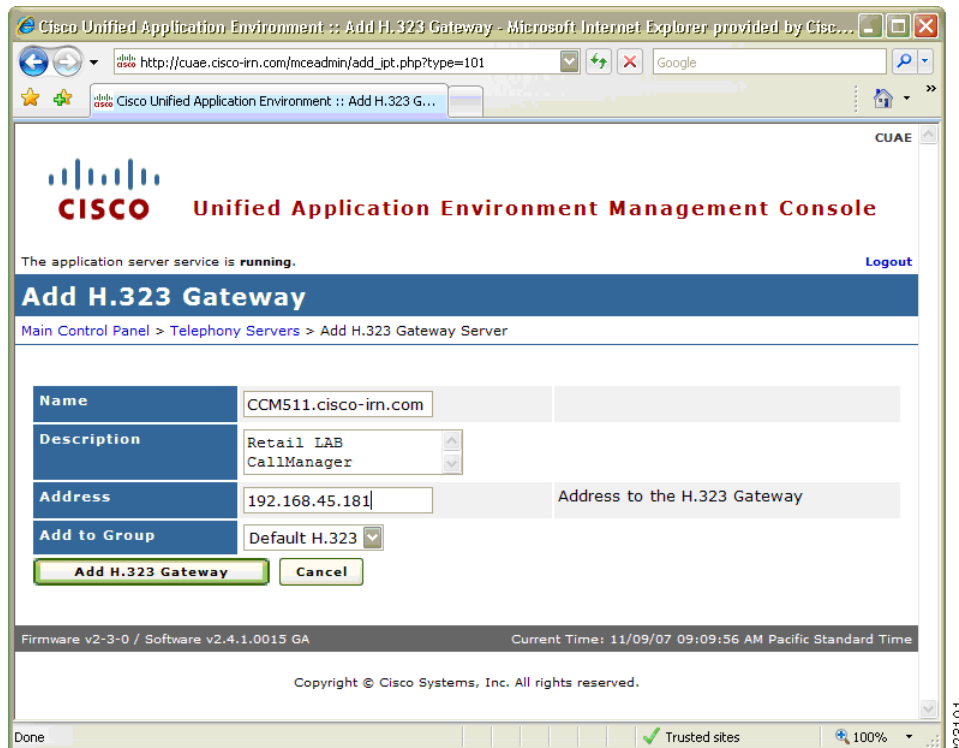 Cisco Unified Application Environment :: Add H.323 Gateway - Microsoft Internet Explorer provided by Cisc...
http://cuae.cisco-irn.com/mceadmin/add_ipt.php?type=101
Google
Cisco Unified Application Environment :: Add H.323 G...
CUAE
CISCO
Unified Application Environment Management Console
The application server service is running.
Logout
Add H.323 Gateway
Main Control Panel > Telephony Servers > Add H.323 Gateway Server
Name
CCM511.cisco-irn.com
Description
Retail LAB
CallManager
Address
192.168.45.181
Address to the H.323 Gateway
Add to Group
Default H.323
Add H.323 Gateway
Cancel
Firmware v2-3-0 / Software v2.4.1.0015 GA
Current Time: 11/09/07 09:09:56 AM Pacific Standard Time
Copyright © Cisco Systems, Inc. All rights reserved.
Done
Trusted sites
100%